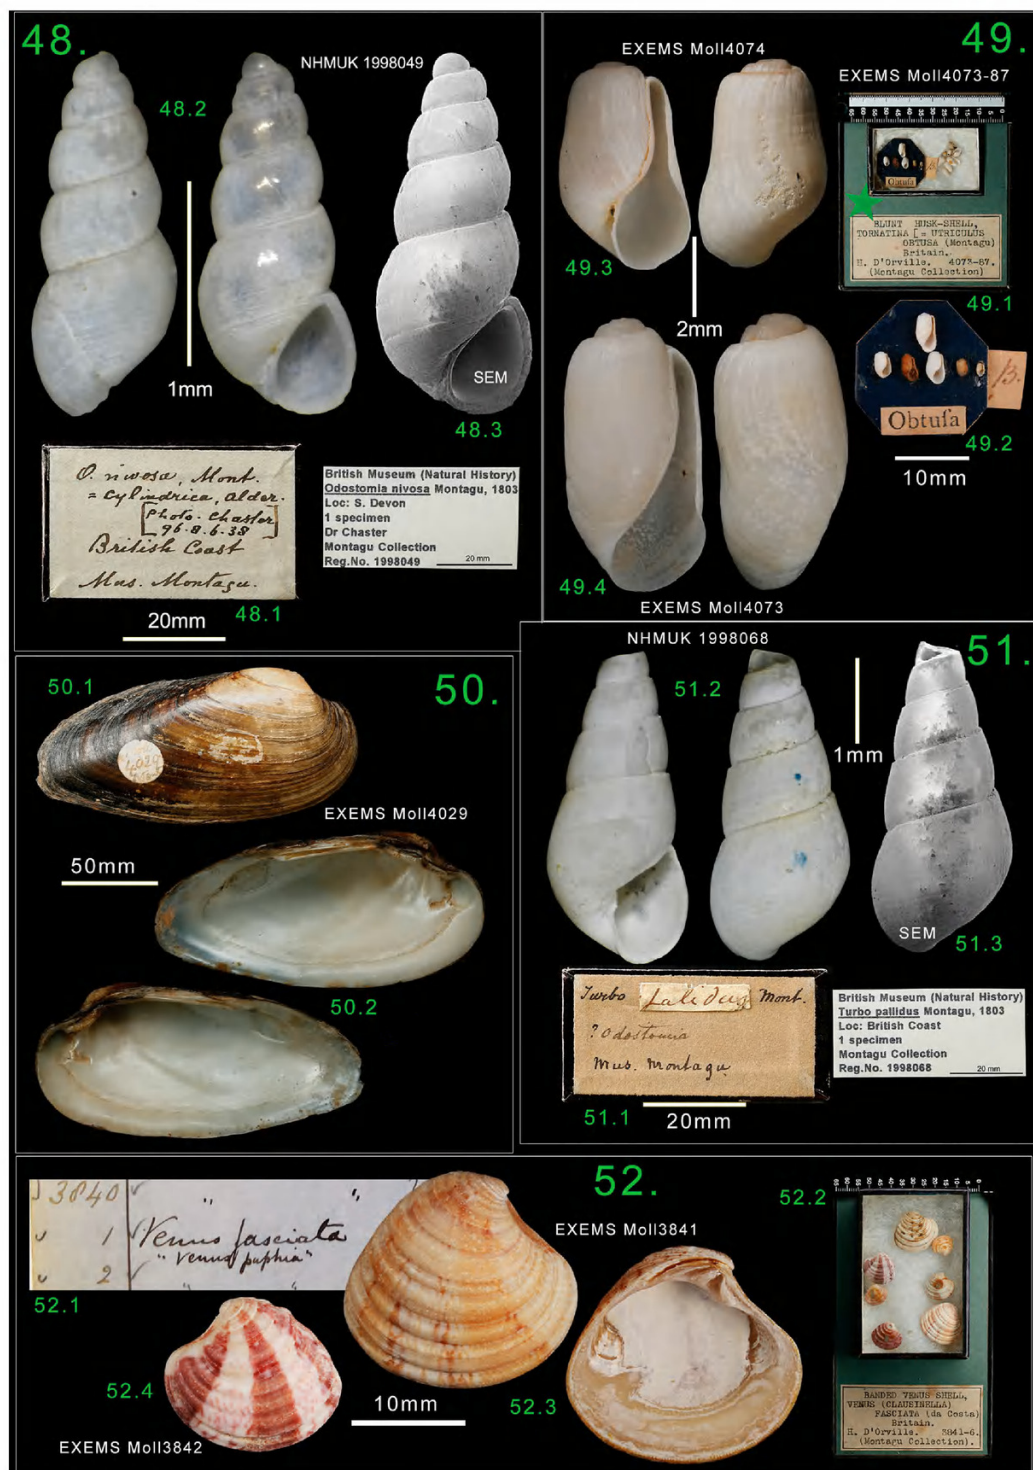 48.
NHMUK 1998049
48.2
1mm
SEM
48.3
O. nivosa, Mont.
= cylindrica, Alder.
[Photo. Chaster
96.8.6.38]
British Coast
Mus. Montagu.
48.1
20mm
British Museum (Natural History)
Odostomia nivosa Montagu, 1803
Loc: S. Devon
1 specimen
Dr Chaster
Montagu Collection
Reg.No. 1998049
20 mm
49.
EXEMS Moll4074
EXEMS Moll4073-87
49.3
2mm
Obtusa
BLUNT HUSK-SHELL,
TORNATINA [= UTRICULUS
OBTUSA (Montagu)
Britain.
H. D'Orville. 4073-87.
(Montagu Collection)
49.1
Obtuſa
B.
49.2
10mm
49.4
EXEMS Moll4073
50.
50.1
4029
EXEMS Moll4029
50mm
50.2
51.
NHMUK 1998068
51.2
1mm
SEM
51.3
Turbo palidus Mont.
? Odostomia
Mus. Montagu
51.1
20mm
British Museum (Natural History)
Turbo pallidus Montagu, 1803
Loc: British Coast
1 specimen
Montagu Collection
Reg.No. 1998068
20 mm
52.
3840 " "
1 Venus fasciata
"Venus paphia"
2 "
52.1
EXEMS Moll3841
52.2
52.4
10mm
52.3
EXEMS Moll3842
BANDED VENUS SHELL,
VENUS (CLAUSINELLA)
FASCIATA (da Costa)
Britain.
H. D'Orville. 3841-6.
(Montagu Collection).